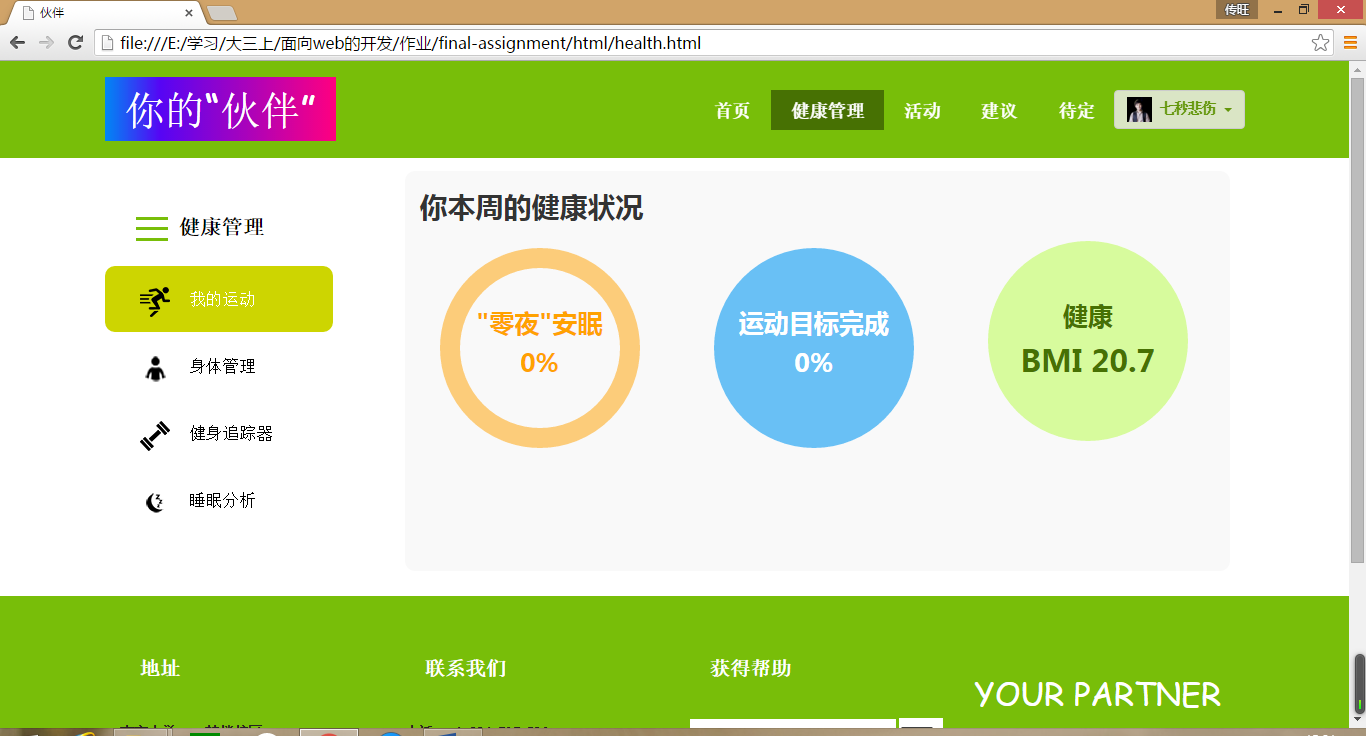 伙伴
传旺
file:///E:/学习/大三上/面向web的开发/作业/final-assignment/html/health.html
你的“伙伴”
首页 健康管理 活动 建议 待定 七秒悲伤
健康管理
我的运动
身体管理
健身追踪器
睡眠分析
你本周的健康状况
"零夜"安眠
0%
运动目标完成
0%
健康
BMI 20.7
地址
联系我们
获得帮助
YOUR PARTNER